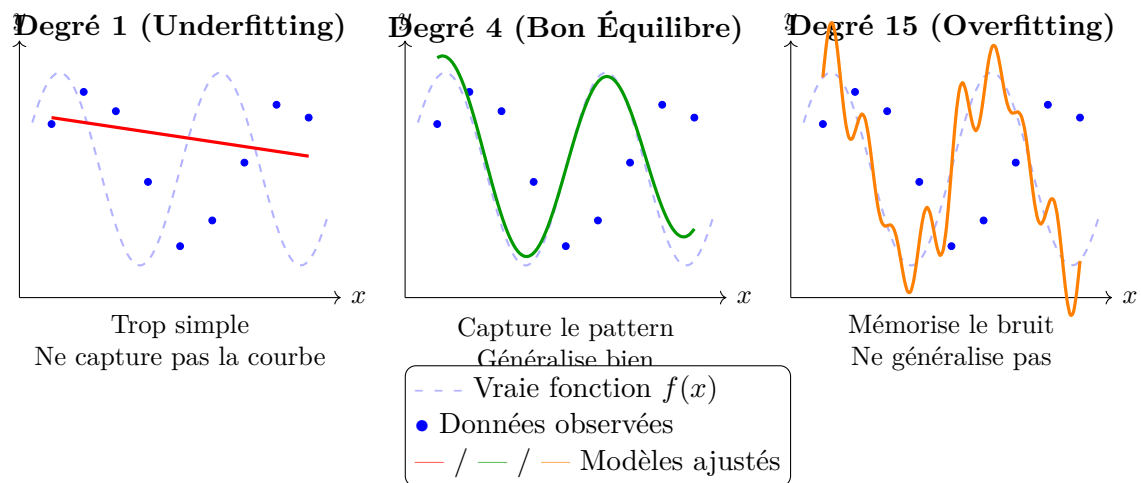 Degré 1 (Underfitting)
y
x
Trop simple
Ne capture pas la courbe
Degré 4 (Bon Équilibre)
y
x
Capture le pattern
Généralise bien
Degré 15 (Overfitting)
y
x
Mémorise le bruit
Ne généralise pas
Vraie fonction f(x)
Données observées
/ / Modèles ajustés